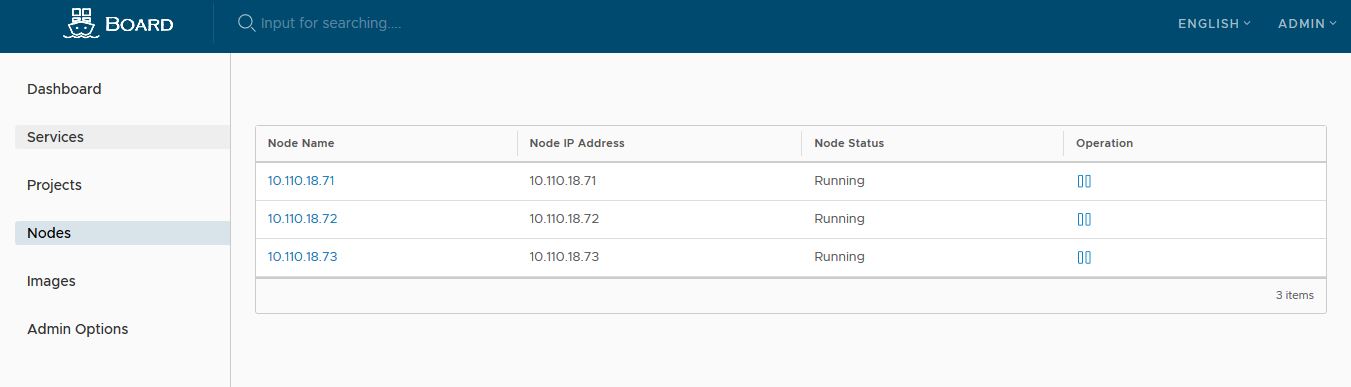 BOARD
Input for searching....
ENGLISH
ADMIN
Dashboard
Services
Projects
Nodes
Images
Admin Options
Node Name Node IP Address Node Status Operation
10.110.18.71 10.110.18.71 Running
10.110.18.72 10.110.18.72 Running
10.110.18.73 10.110.18.73 Running
3 items